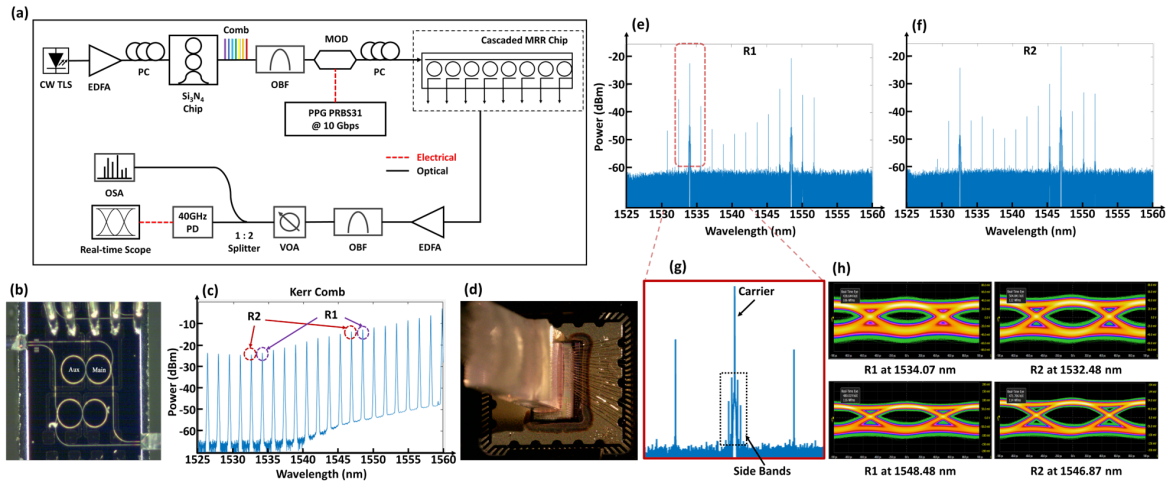 (a)
Comb
MOD
Cascaded MRR Chip
CW TLS
EDFA
PC
Si3N4
Chip
OBF
PC
PPG PRBS31
@ 10 Gbps
Electrical
Optical
OSA
Real-time Scope
40GHz
PD
1 : 2
Splitter
VOA
OBF
EDFA
(b)
Aux
Main
(c)
Kerr Comb
R2
R1
Power (dBm)
-10
-20
-30
-40
-50
-60
-70
1525 1530 1535 1540 1545 1550 1555 1560
Wavelength (nm)
(d)
(e)
R1
Power (dBm)
-20
-30
-40
-50
-60
1525 1530 1535 1540 1545 1550 1555 1560
Wavelength (nm)
(f)
R2
-20
-30
-40
-50
-60
1525 1530 1535 1540 1545 1550 1555 1560
Wavelength (nm)
(g)
Carrier
Side Bands
(h)
R1 at 1534.07 nm
R2 at 1532.48 nm
R1 at 1548.48 nm
R2 at 1546.87 nm